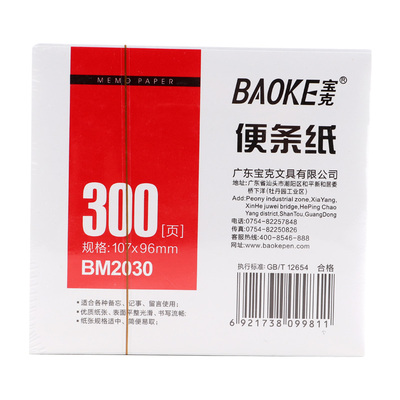 MEMO PAPER
300[页]
规格:107x96mm
BM2030
•适合各种备忘、记事、留言使用;
•优质纸张、表面平整光滑、书写流畅;
•纸张规格适中、简便易取;
BAOKE宝克®
便条纸
广东宝克文具有限公司
地址:广东省汕头市潮阳区和平新和居委
桥下洋(牡丹园工业区)
Add:Peony industrial zone,XiaYang,
XinHe juwei bridge,HePing Chao
Yang district,ShanTou,GuangDong
电话:0754-82257848
传真:0754-82250826
客服热线:400-8546-888
网址:www.baokepen.com
执行标准:GB/T 12654 合格
6 921738 099811